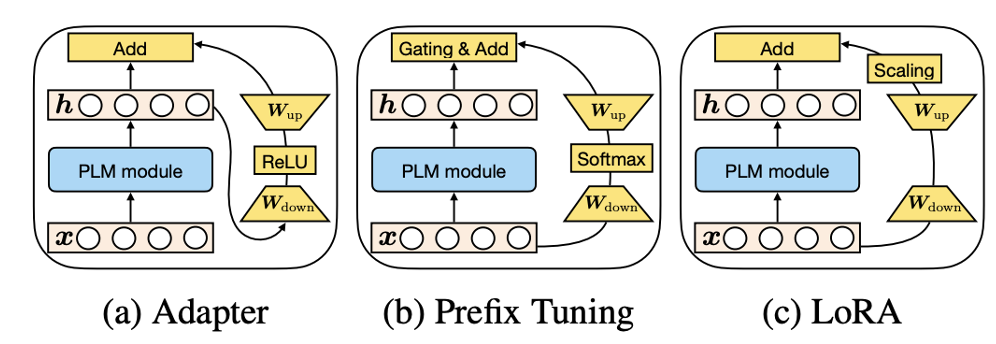 Add
h
W_up
ReLU
PLM module
W_down
x
(a) Adapter
Gating & Add
h
W_up
Softmax
PLM module
W_down
x
(b) Prefix Tuning
Add
Scaling
h
W_up
PLM module
W_down
x
(c) LoRA